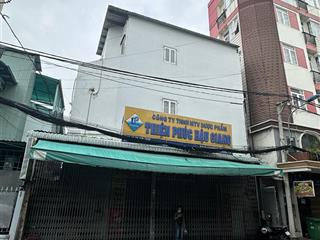 CÔNG TY TNHH MTV DƯỢC PHẨM
THIÊN PHÚC HẬU GIANG